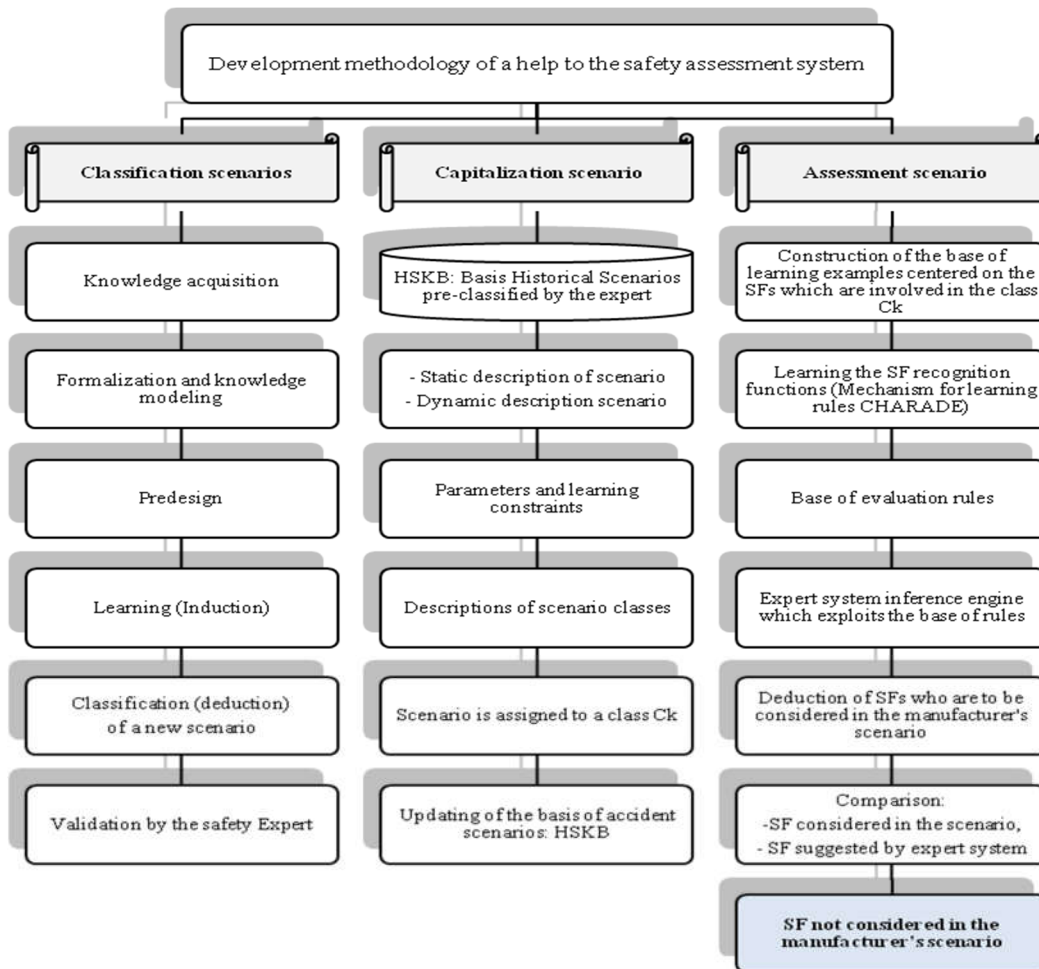 Development methodology of a help to the safety assessment system
Classification scenarios
Knowledge acquisition
Formalization and knowledge
modeling
Predesign
Learning (Induction)
Classification (deduction)
of a new scenario
Validation by the safety Expert
Capitalization scenario
HSKB: Basis Historical Scenarios
pre-classified by the expert
- Static description of scenario
- Dynamic description scenario
Parameters and learning
constraints
Descriptions of scenario classes
Scenario is assigned to a class Ck
Updating of the basis of accident
scenarios: HSKB
Assessment scenario
Construction of the base of
learning examples centered on the
SFs which are involved in the class
Ck
Learning the SF recognition
functions (Mechanism for learning
rules CHARADE)
Base of evaluation rules
Expert system inference engine
which exploits the base of rules
Deduction of SFs who are to be
considered in the manufacturer's
scenario
Comparison:
-SF considered in the scenario,
- SF suggested by expert system
SF not considered in the
manufacturer's scenario